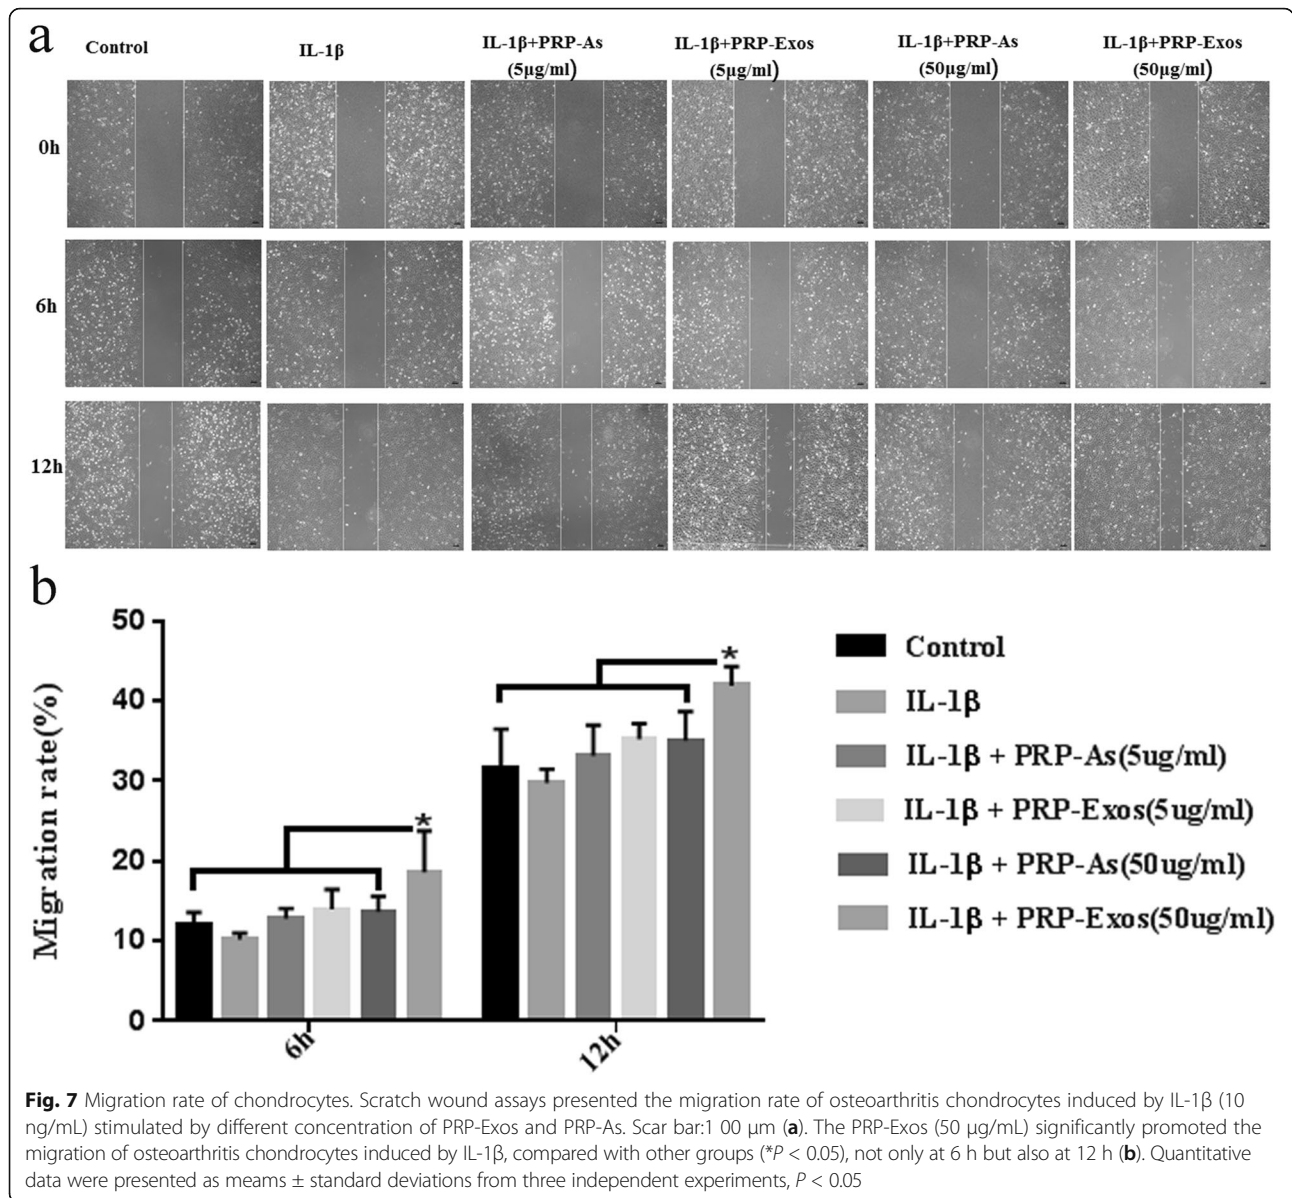 a
Control
IL-1β
IL-1β+PRP-As
(5μg/ml)
IL-1β+PRP-Exos
(5μg/ml)
IL-1β+PRP-As
(50μg/ml)
IL-1β+PRP-Exos
(50μg/ml)
0h
6h
12h
b
Migration rate(%)
50
40
30
20
10
0
*
*
6h
12h
Control
IL-1β
IL-1β + PRP-As(5ug/ml)
IL-1β + PRP-Exos(5ug/ml)
IL-1β + PRP-As(50ug/ml)
IL-1β + PRP-Exos(50ug/ml)
Fig. 7 Migration rate of chondrocytes. Scratch wound assays presented the migration rate of osteoarthritis chondrocytes induced by IL-1β (10
ng/mL) stimulated by different concentration of PRP-Exos and PRP-As. Scar bar:1 00 μm (a). The PRP-Exos (50 μg/mL) significantly promoted the
migration of osteoarthritis chondrocytes induced by IL-1β, compared with other groups (*P < 0.05), not only at 6 h but also at 12 h (b). Quantitative
data were presented as meams ± standard deviations from three independent experiments, P < 0.05